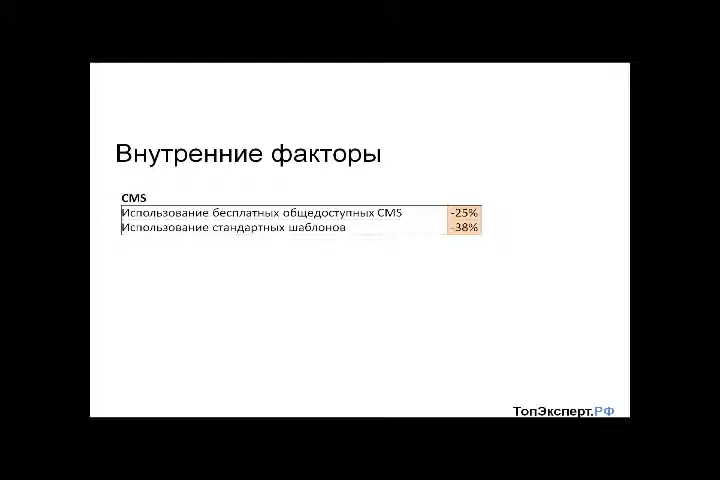 Внутренние факторы
CMS
Использование бесплатных общедоступных CMS -25%
Использование стандартных шаблонов -38%
ТопЭксперт.РФ